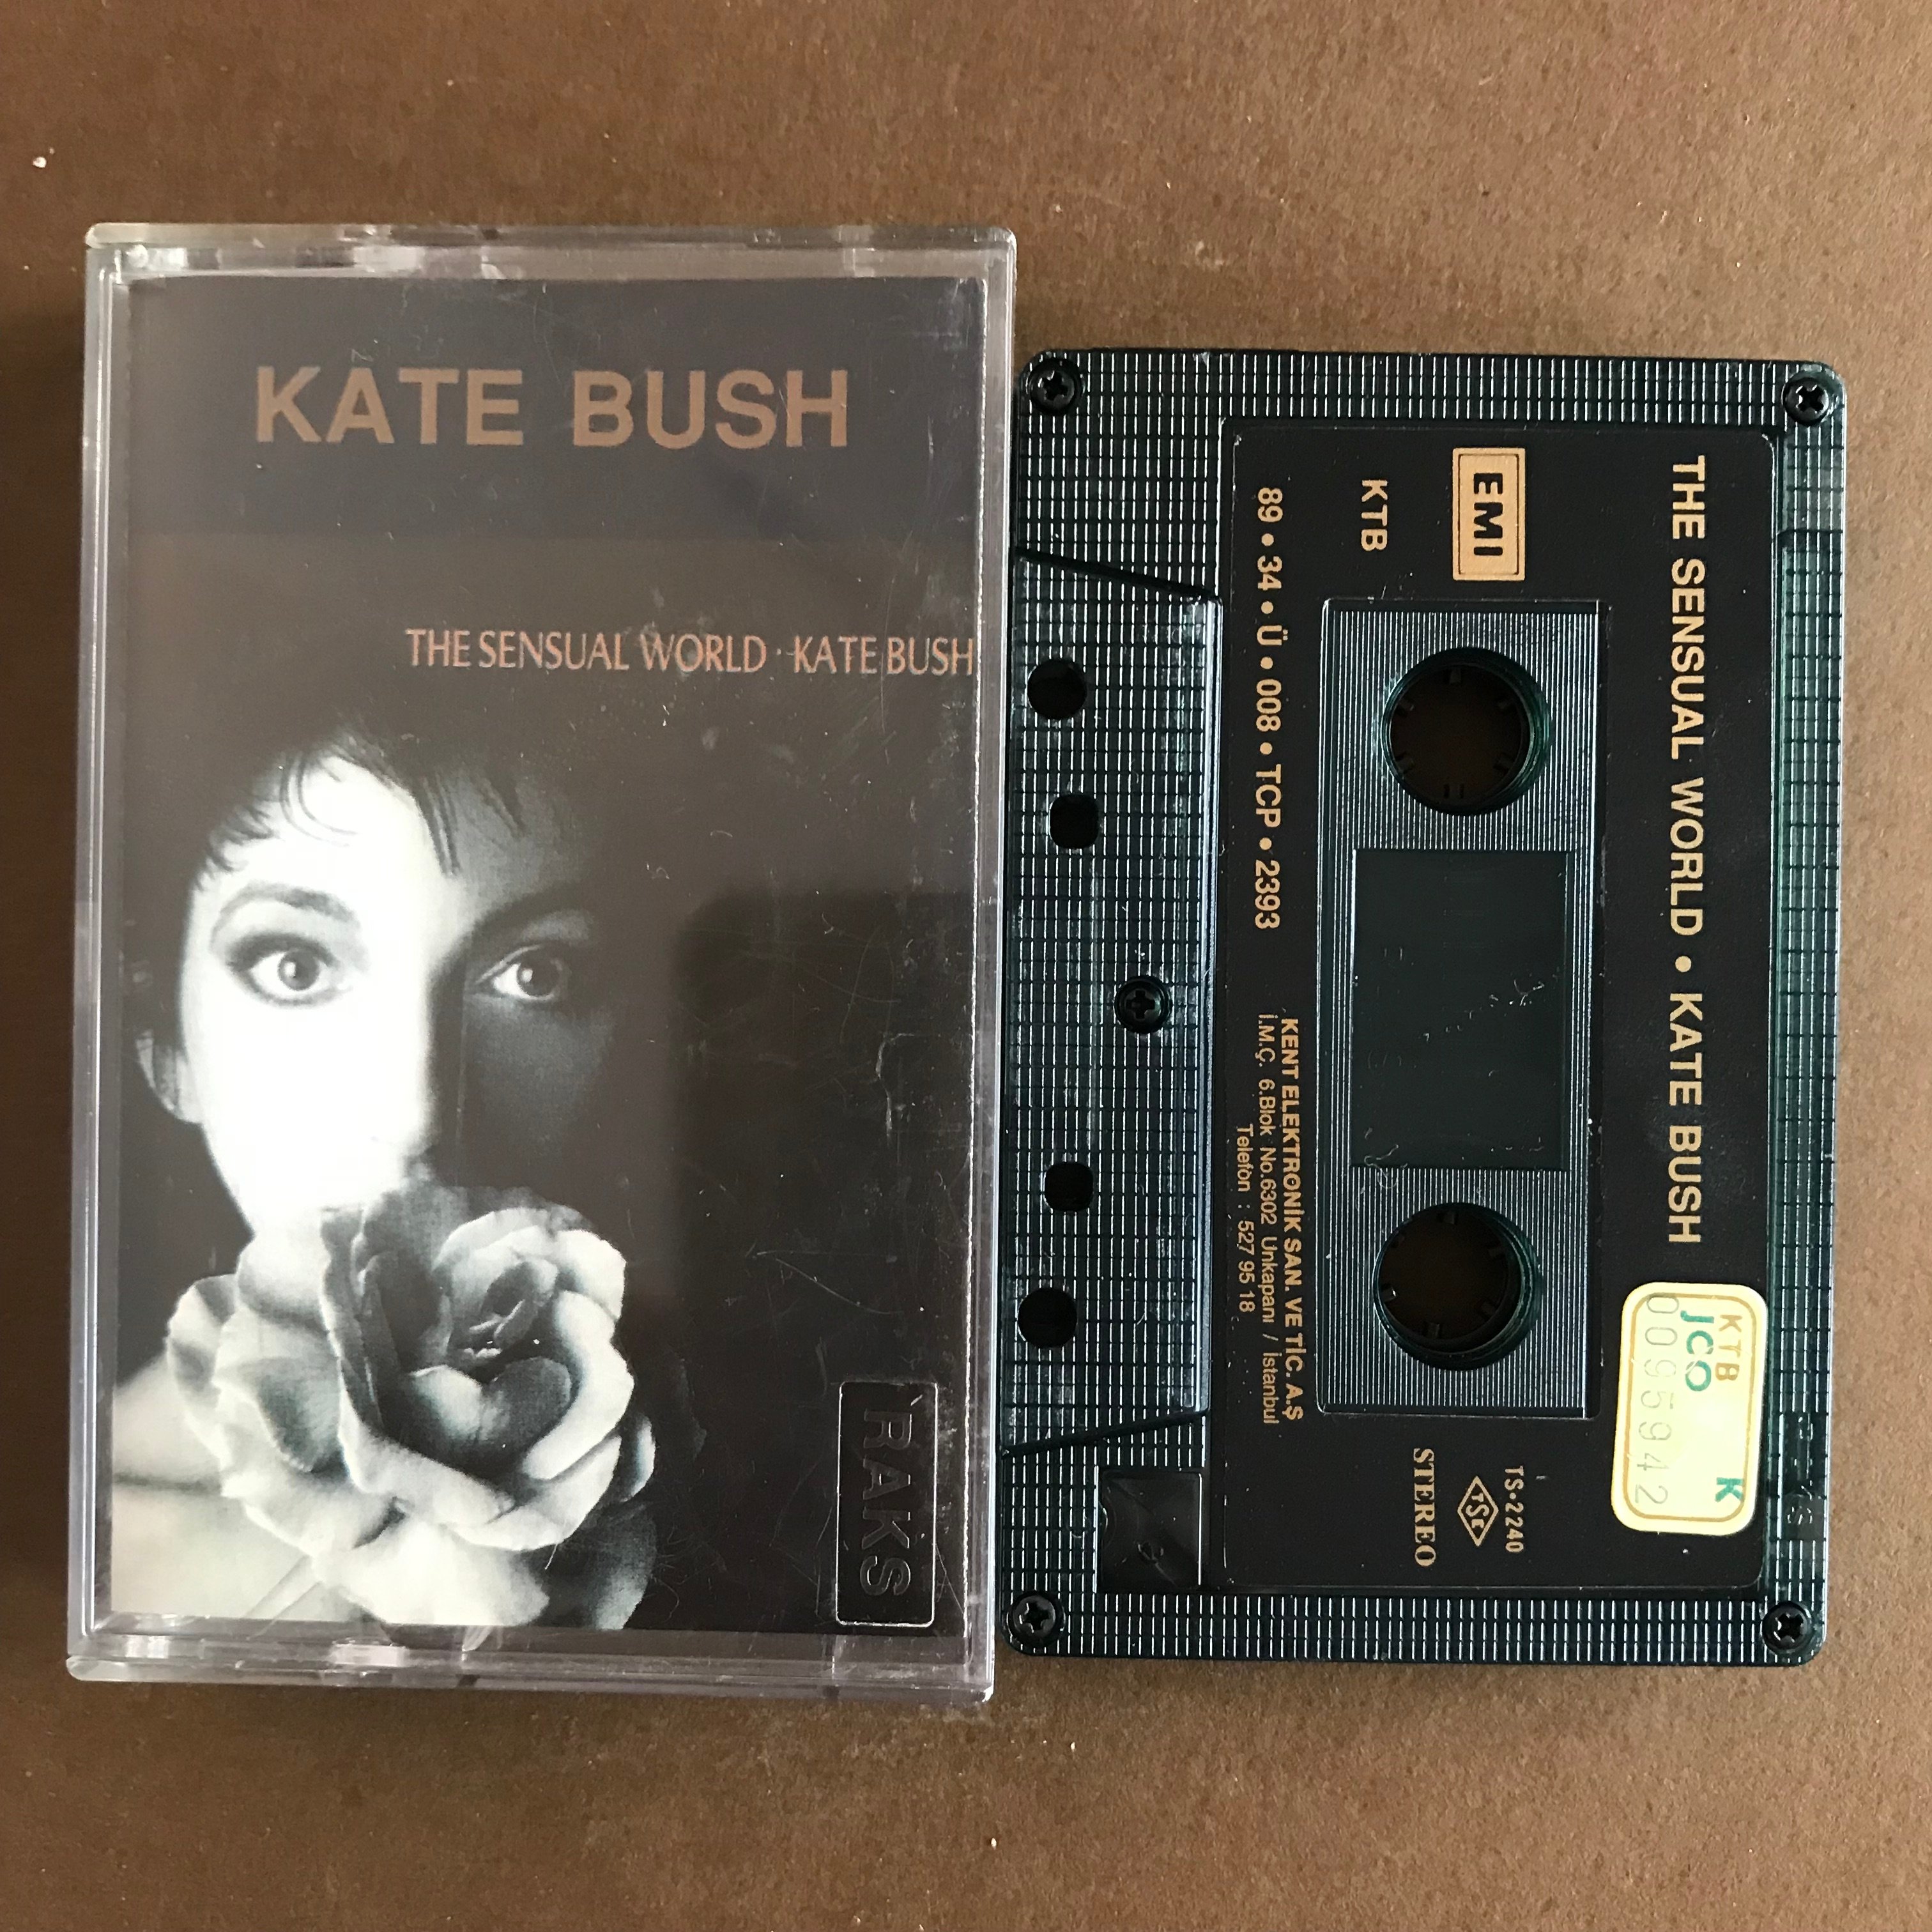 KATE BUSH
THE SENSUAL WORLD · KATE BUSH
RAKS
THE SENSUAL WORLD • KATE BUSH
EMI
KTB
89 • 34 • Ü • 008 • TCP • 2393
KENT ELEKTRONİK SAN. VE TİC. A.Ş
İ.M.Ç. 6.Blok No.6302 Unkapanı / İstanbul
Telefon : 527 95 18
TS•2240
TSE
STEREO
KTB K
JCO
0095942